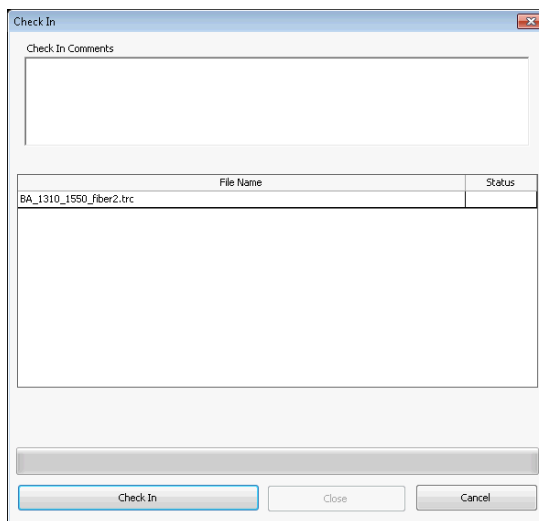 Check In
Check In Comments
File Name Status
BA_1310_1550_fiber2.trc
Check In Close Cancel